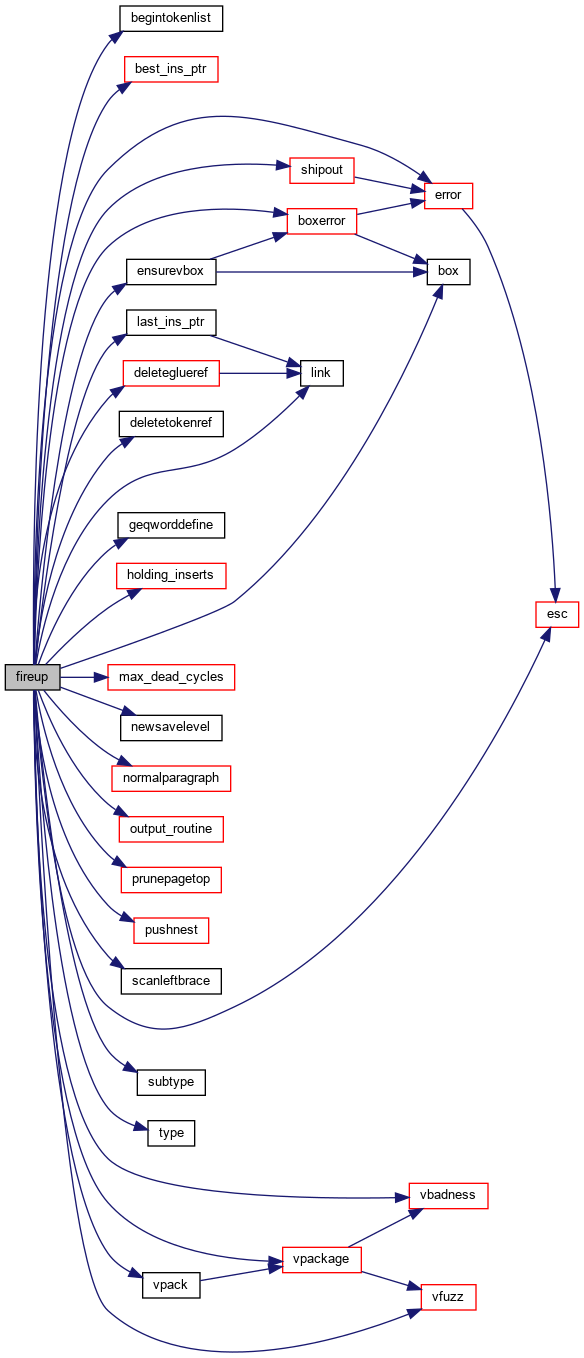 begintokenlist
best_ins_ptr
shipout
error
boxerror
ensurevbox
box
last_ins_ptr
deleteglueref
link
deletetokenref
geqworddefine
holding_inserts
esc
fireup
max_dead_cycles
newsavelevel
normalparagraph
output_routine
prunepagetop
pushnest
scanleftbrace
subtype
type
vbadness
vpackage
vpack
vfuzz